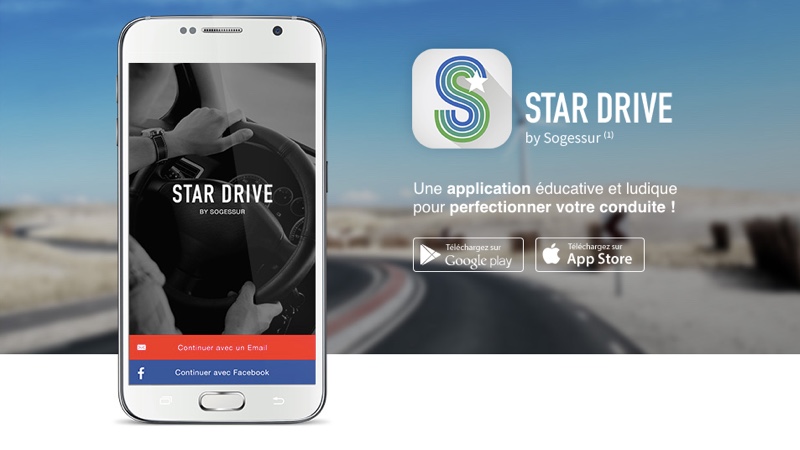 STAR DRIVE
BY SOGESSUR
Continuer avec un Email
Continuer avec Facebook
STAR DRIVE
by Sogessur (1)
Une application éducative et ludique
pour perfectionner votre conduite !
Téléchargez sur
Google play
Téléchargez sur
App Store